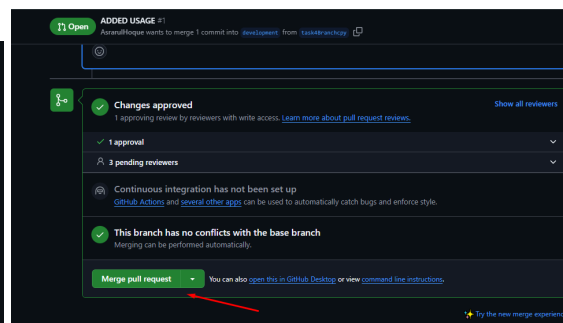 Open
ADDED USAGE #1
AsrarulHoque wants to merge 1 commit into development from task4Branchcpy
Changes approved
1 approving review by reviewers with write access. Learn more about pull request reviews.
Show all reviewers
1 approval
3 pending reviewers
Continuous integration has not been set up
GitHub Actions and several other apps can be used to automatically catch bugs and enforce style.
This branch has no conflicts with the base branch
Merging can be performed automatically.
Merge pull request
You can also open this in GitHub Desktop or view command line instructions.
Try the new merge experience